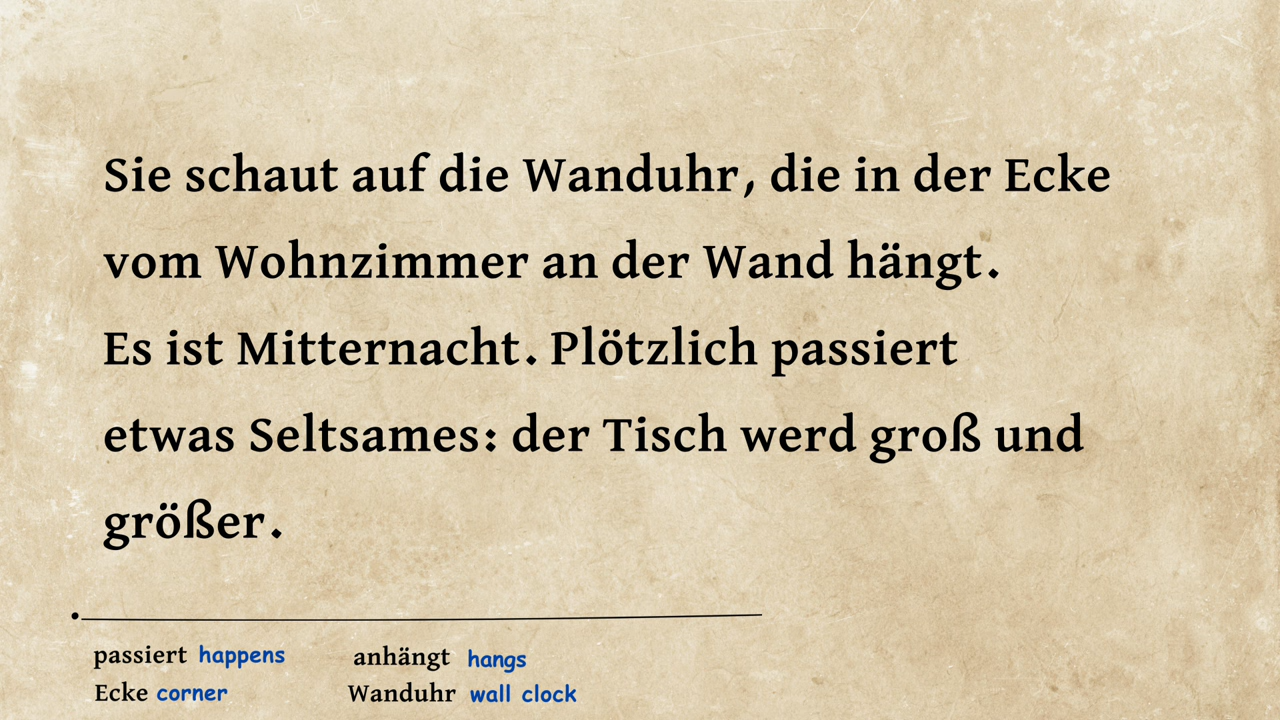 Sie schaut auf die Wanduhr, die in der Ecke
vom Wohnzimmer an der Wand hängt.
Es ist Mitternacht. Plötzlich passiert
etwas Seltsames: der Tisch werd groß und
größer.
passiert happens anhängt hangs
Ecke corner Wanduhr wall clock